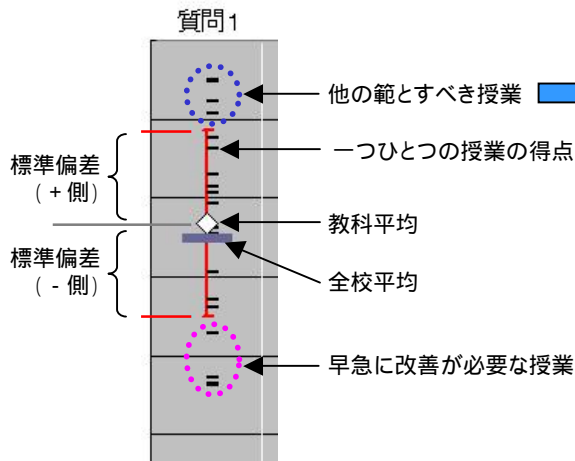 質問1
他の範とすべき授業
一つひとつの授業の得点
標準偏差
(+側)
教科平均
標準偏差
(-側)
全校平均
早急に改善が必要な授業